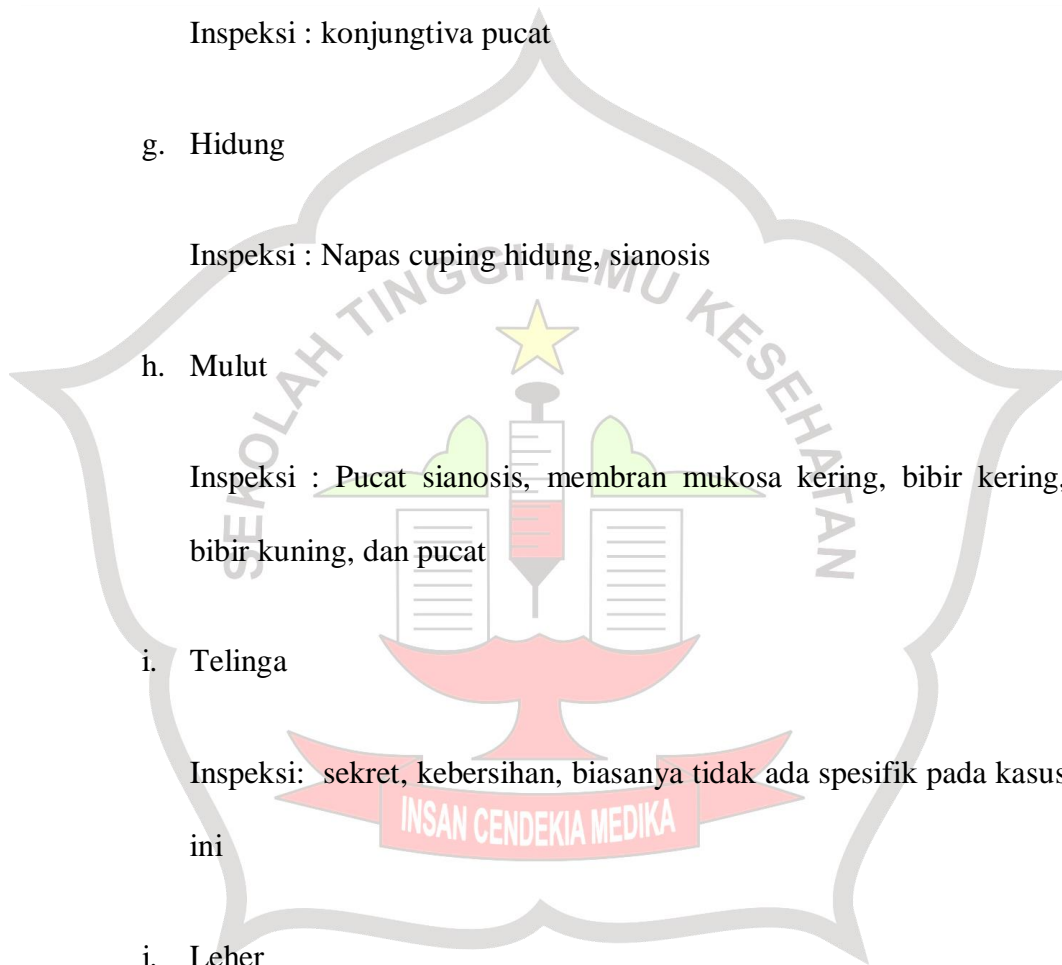 Inspeksi : konjungtiva pucat
g. Hidung
Inspeksi : Napas cuping hidung, sianosis
SEKOLAH TINGGI ILMU KESEHATAN
h. Mulut
Inspeksi : Pucat sianosis, membran mukosa kering, bibir kering,
bibir kuning, dan pucat
i. Telinga
Inspeksi: sekret, kebersihan, biasanya tidak ada spesifik pada kasus
INSAN CENDEKIA MEDIKA
ini
j. Leher